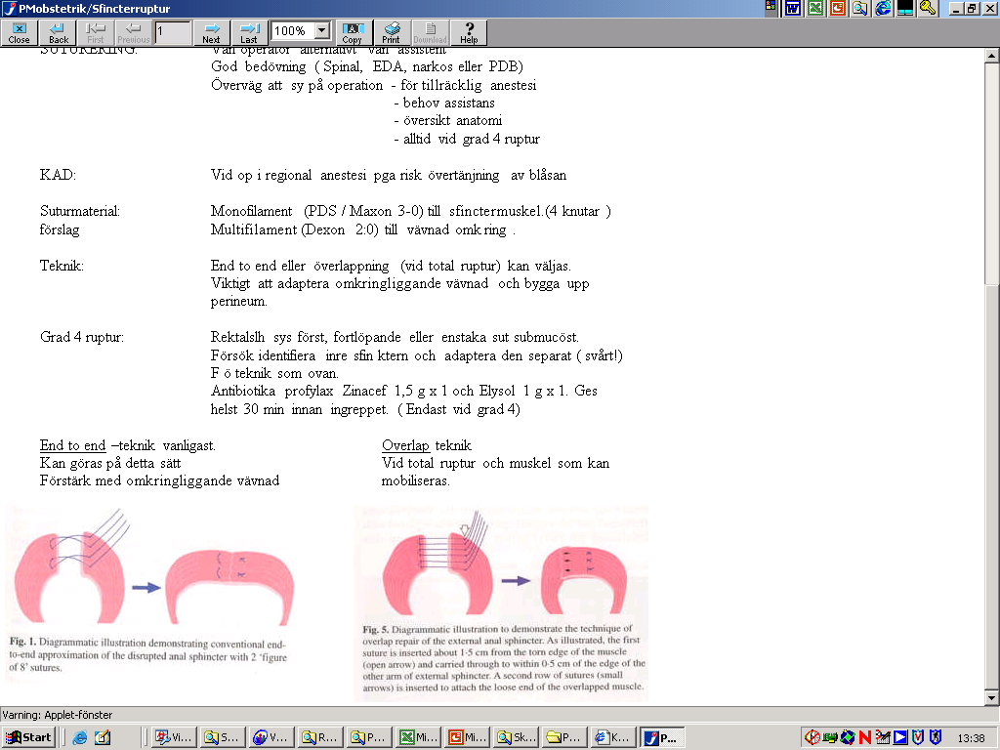 PMobstetrik/Sfincterruptur
Close Back First Previous 1 Next Last 100% Copy Print Download Help
SUTURERING: Van operatör alternativt van assistent
God bedövning ( Spinal, EDA, narkos eller PDB)
Överväg att sy på operation - för tillräcklig anestesi
- behov assistans
- översikt anatomi
- alltid vid grad 4 ruptur
KAD: Vid op i regional anestesi pga risk övertänjning av blåsan
Suturmaterial: Monofilament (PDS / Maxon 3-0) till sfinctermuskel.(4 knutar )
förslag Multifilament (Dexon 2:0) till vävnad omkring .
Teknik: End to end eller överlappning (vid total ruptur) kan väljas.
Viktigt att adaptera omkringliggande vävnad och bygga upp
perineum.
Grad 4 ruptur: Rektalslh sys först, fortlöpande eller enstaka sut submucöst.
Försök identifiera inre sfin ktern och adaptera den separat ( svårt!)
F ö teknik som ovan.
Antibiotika profylax Zinacef 1,5 g x 1 och Elysol 1 g x 1. Ges
helst 30 min innan ingreppet. ( Endast vid grad 4)
End to end –teknik vanligast.
Kan göras på detta sätt
Förstärk med omkringliggande vävnad
Overlap teknik
Vid total ruptur och muskel som kan
mobiliseras.
Fig. 1. Diagrammatic illustration demonstrating conventional end-
to-end approximation of the disrupted anal sphincter with 2 'figure
of 8' sutures.
Fig. 5. Diagrammatic illustration to demonstrate the technique of
overlap repair of the external anal sphincter. As illustrated, the first
suture is inserted about 1·5 cm from the torn edge of the muscle
(open arrow) and carried through to within 0·5 cm of the edge of the
other arm of external sphincter. A second row of sutures (small
arrows) is inserted to attach the loose end of the overlapped muscle.
Varning: Applet-fönster
Start Vi... S... V... R... P... Mi... Mi... Sk... P... K... P... 13:38